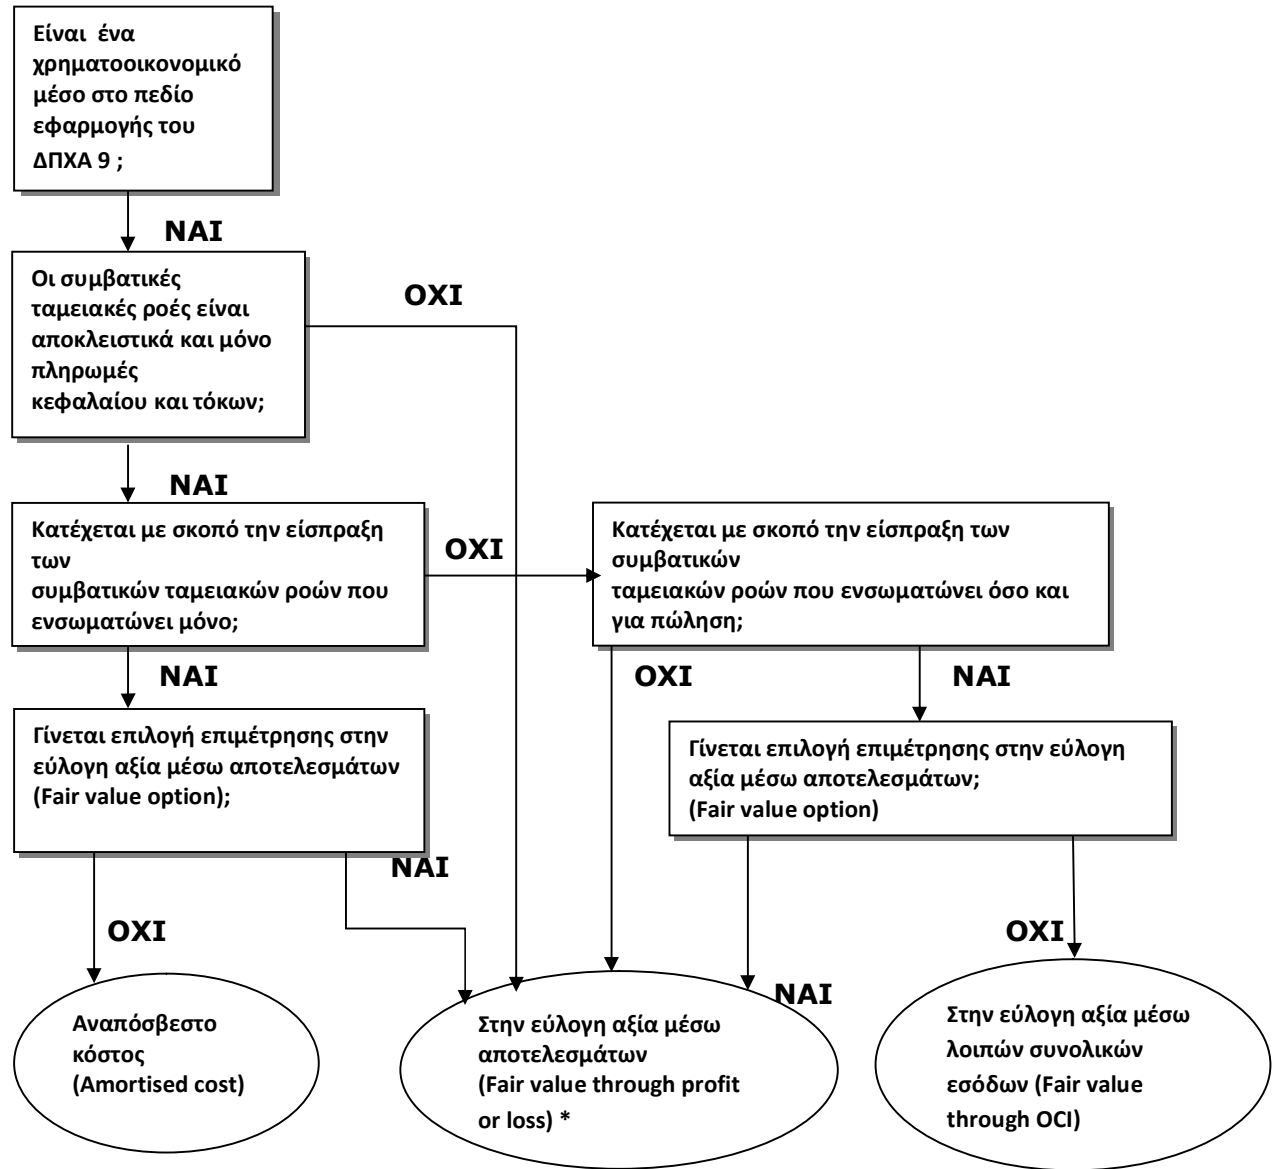 Είναι ένα
χρηματοοικονομικό
μέσο στο πεδίο
εφαρμογής του
ΔΠΧΑ 9 ;
ΝΑΙ
Οι συμβατικές
ταμειακές ροές είναι
αποκλειστικά και μόνο
πληρωμές
κεφαλαίου και τόκων;
ΟΧΙ
ΝΑΙ
Κατέχεται με σκοπό την είσπραξη
των
συμβατικών ταμειακών ροών που
ενσωματώνει μόνο;
ΟΧΙ
Κατέχεται με σκοπό την είσπραξη των
συμβατικών
ταμειακών ροών που ενσωματώνει όσο και
για πώληση;
ΝΑΙ
ΟΧΙ
ΝΑΙ
Γίνεται επιλογή επιμέτρησης στην
εύλογη αξία μέσω αποτελεσμάτων
(Fair value option);
Γίνεται επιλογή επιμέτρησης στην εύλογη
αξία μέσω αποτελεσμάτων;
(Fair value option)
ΝΑΙ
ΟΧΙ
ΟΧΙ
ΝΑΙ
Αναπόσβεστο
κόστος
(Amortised cost)
Στην εύλογη αξία μέσω
αποτελεσμάτων
(Fair value through profit
or loss) *
Στην εύλογη αξία μέσω
λοιπών συνολικών
εσόδων (Fair value
through OCI)